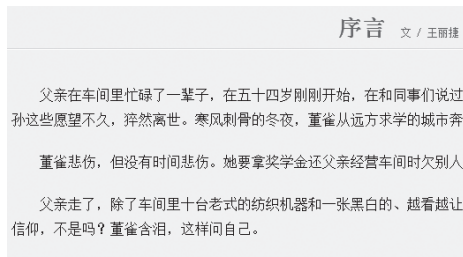 序言 文 / 王丽捷
父亲在车间里忙碌了一辈子，在五十四岁刚刚开始，在和同事们说过
孙这些愿望不久，猝然离世。寒风刺骨的冬夜，董雀从远方求学的城市奔
董雀悲伤，但没有时间悲伤。她要拿奖学金还父亲经营车间时欠别人
父亲走了，除了车间里十台老式的纺织机器和一张黑白的、越看越让
信仰，不是吗？董雀含泪，这样问自己。